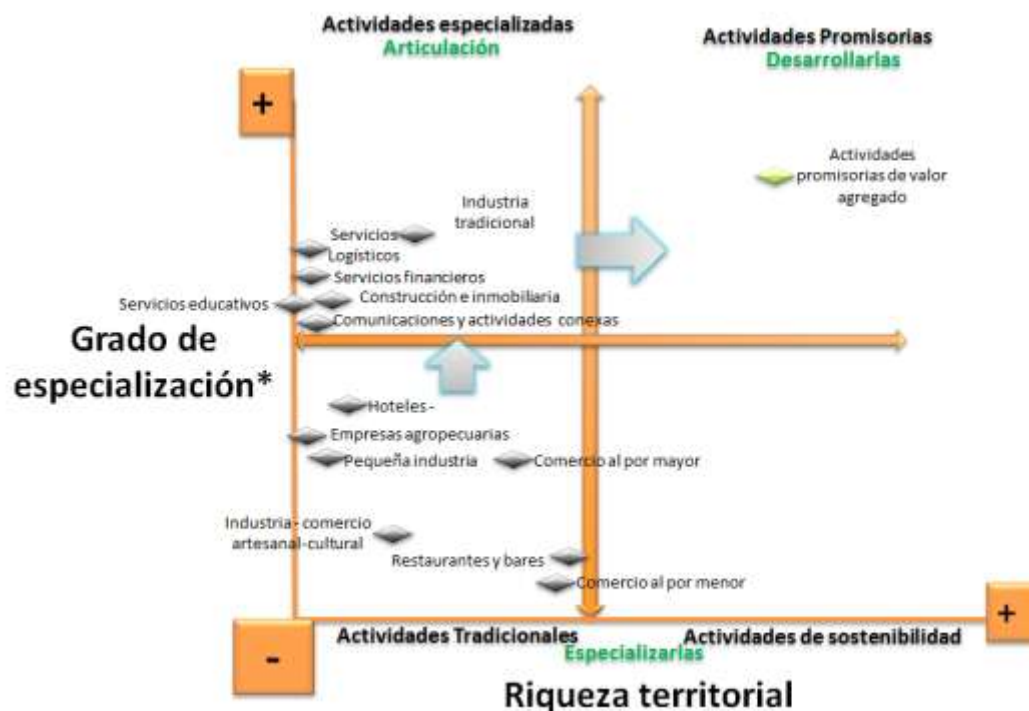 Actividades especializadas
Articulación
Actividades Promisorias
Desarrollarlas
+
Actividades
promisorias de valor
agregado
Industria
tradicional
Servicios
Logísticos
Servicios financieros
Servicios educativos
Construcción e inmobiliaria
Comunicaciones y actividades conexas
Grado de
especialización*
Hoteles -
Empresas agropecuarias
Pequeña industria
Comercio al por mayor
Industria - comercio
artesanal-cultural
Restaurantes y bares
Comercio al por menor
+
-
Actividades Tradicionales
Actividades de sostenibilidad
Especializarlas
Riqueza territorial